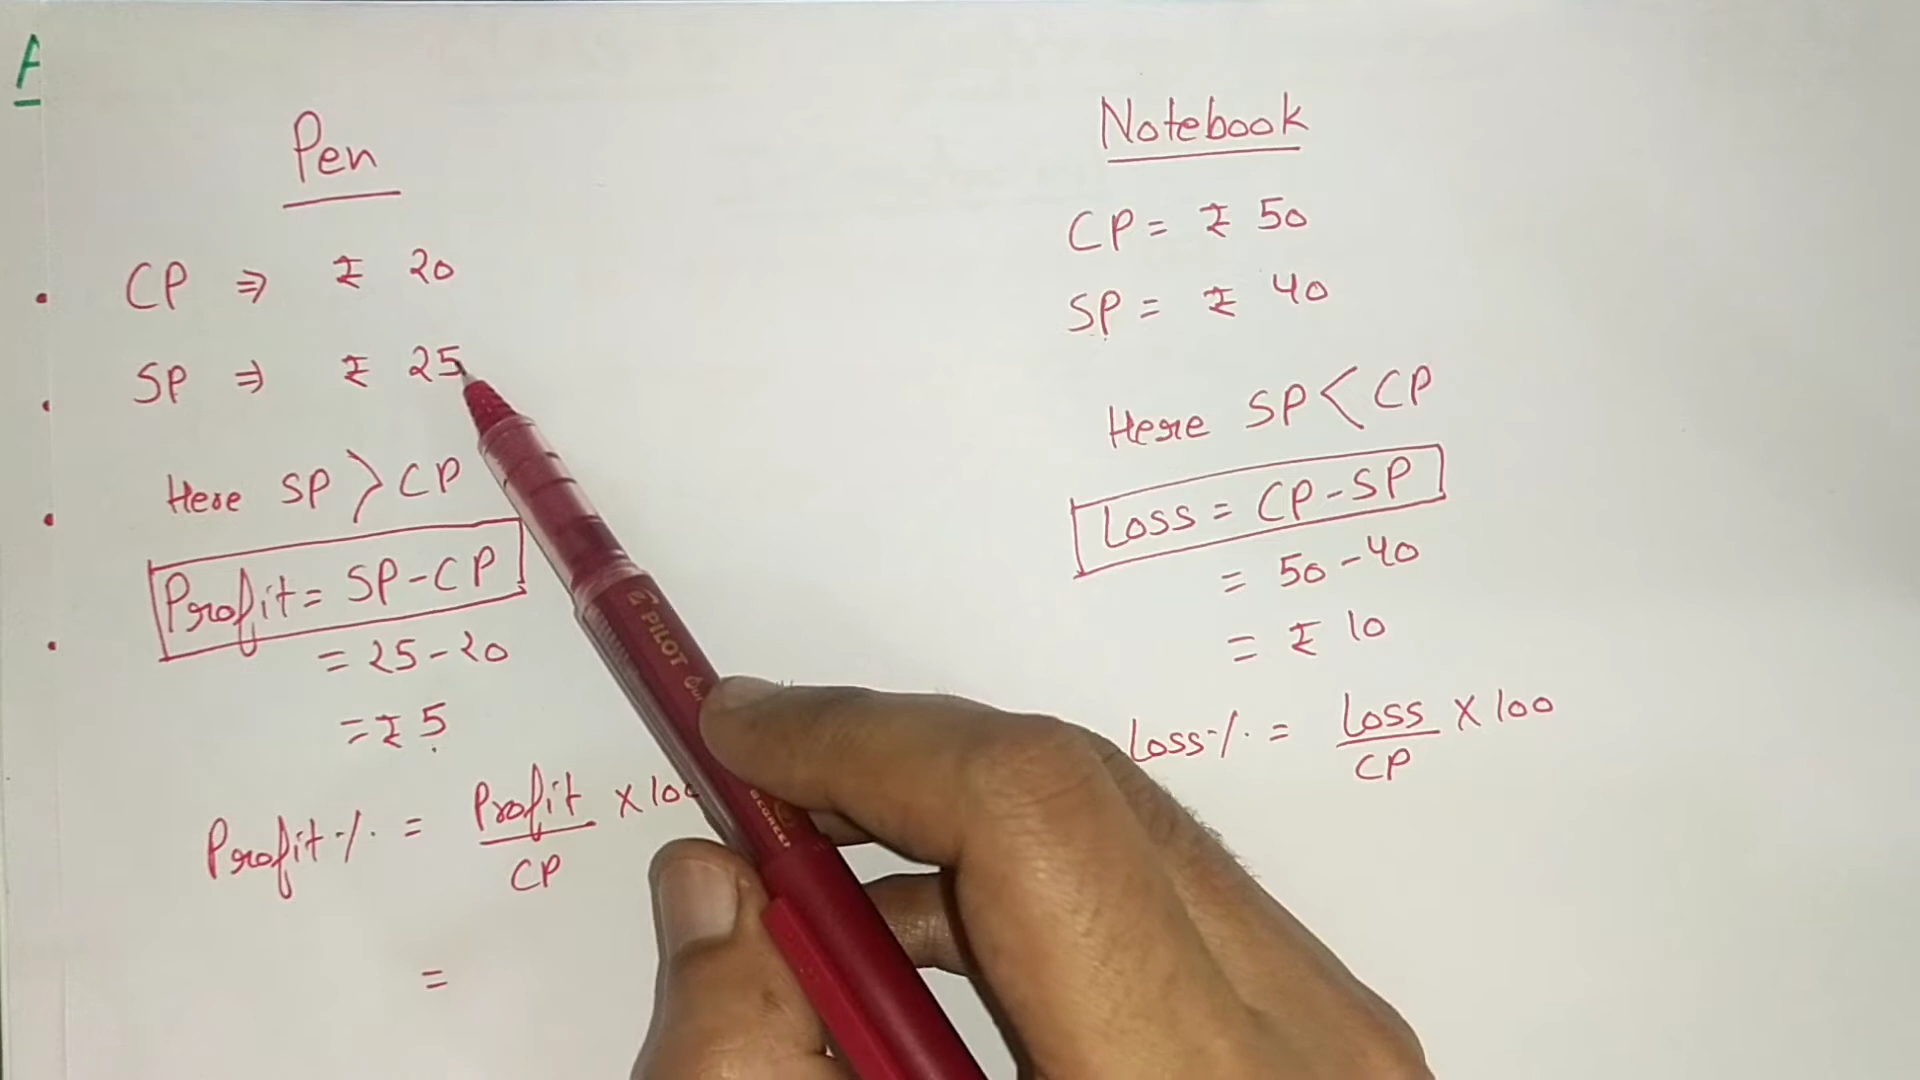 Pen
CP ⇒ ₹ 20
SP ⇒ ₹ 25
Here SP > CP
Profit = SP - CP
= 25 - 20
= ₹ 5
Profit % = Profit / CP × 100
=
Notebook
CP = ₹ 50
SP = ₹ 40
Here SP < CP
Loss = CP - SP
= 50 - 40
= ₹ 10
Loss % = Loss / CP × 100
PILOT